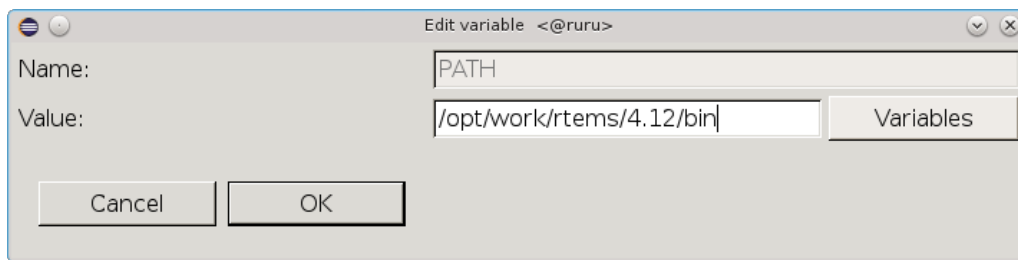 Edit variable <@ruru>
Name:
PATH
Value:
/opt/work/rtems/4.12/bin
Variables
Cancel
OK